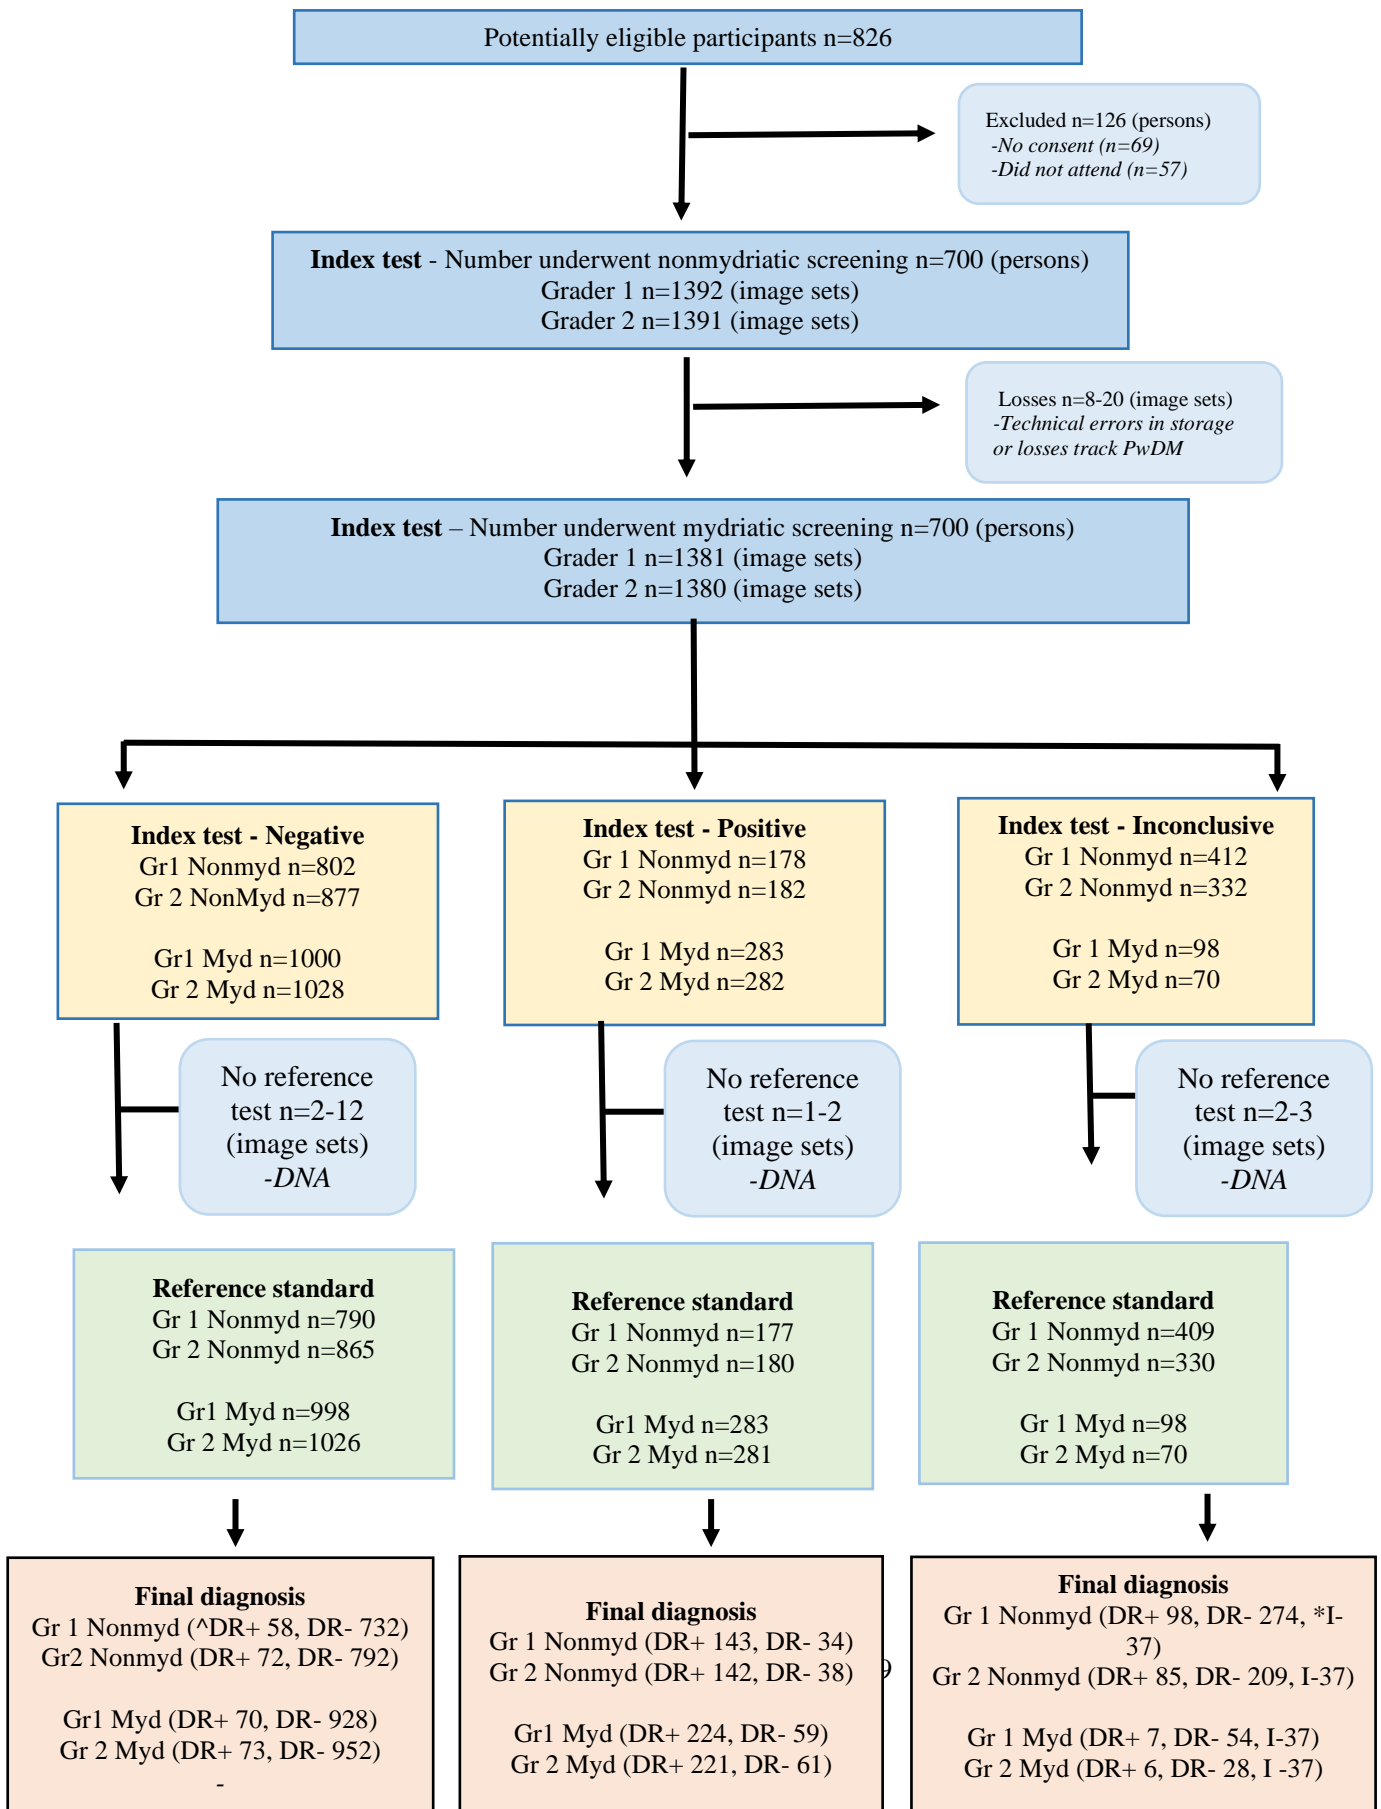 Potentially eligible participants n=826
Excluded n=126 (persons)
-No consent (n=69)
-Did not attend (n=57)
Index test - Number underwent nonmydriatic screening n=700 (persons)
Grader 1 n=1392 (image sets)
Grader 2 n=1391 (image sets)
Losses n=8-20 (image sets)
-Technical errors in storage
or losses track PwDM
Index test – Number underwent mydriatic screening n=700 (persons)
Grader 1 n=1381 (image sets)
Grader 2 n=1380 (image sets)
Index test - Negative
Gr1 Nonmyd n=802
Gr 2 NonMyd n=877
Gr1 Myd n=1000
Gr 2 Myd n=1028
Index test - Positive
Gr 1 Nonmyd n=178
Gr 2 Nonmyd n=182
Gr 1 Myd n=283
Gr 2 Myd n=282
Index test - Inconclusive
Gr 1 Nonmyd n=412
Gr 2 Nonmyd n=332
Gr 1 Myd n=98
Gr 2 Myd n=70
No reference
test n=2-12
(image sets)
-DNA
No reference
test n=1-2
(image sets)
-DNA
No reference
test n=2-3
(image sets)
-DNA
Reference standard
Gr 1 Nonmyd n=790
Gr 2 Nonmyd n=865
Gr1 Myd n=998
Gr 2 Myd n=1026
Reference standard
Gr 1 Nonmyd n=177
Gr 2 Nonmyd n=180
Gr1 Myd n=283
Gr 2 Myd n=281
Reference standard
Gr 1 Nonmyd n=409
Gr 2 Nonmyd n=330
Gr 1 Myd n=98
Gr 2 Myd n=70
Final diagnosis
Gr 1 Nonmyd (^DR+ 58, DR- 732)
Gr2 Nonmyd (DR+ 72, DR- 792)
Gr1 Myd (DR+ 70, DR- 928)
Gr 2 Myd (DR+ 73, DR- 952)
-
Final diagnosis
Gr 1 Nonmyd (DR+ 143, DR- 34)
Gr 2 Nonmyd (DR+ 142, DR- 38)
Gr1 Myd (DR+ 224, DR- 59)
Gr 2 Myd (DR+ 221, DR- 61)
Final diagnosis
Gr 1 Nonmyd (DR+ 98, DR- 274, *I-
37)
Gr 2 Nonmyd (DR+ 85, DR- 209, I-37)
Gr 1 Myd (DR+ 7, DR- 54, I-37)
Gr 2 Myd (DR+ 6, DR- 28, I -37)